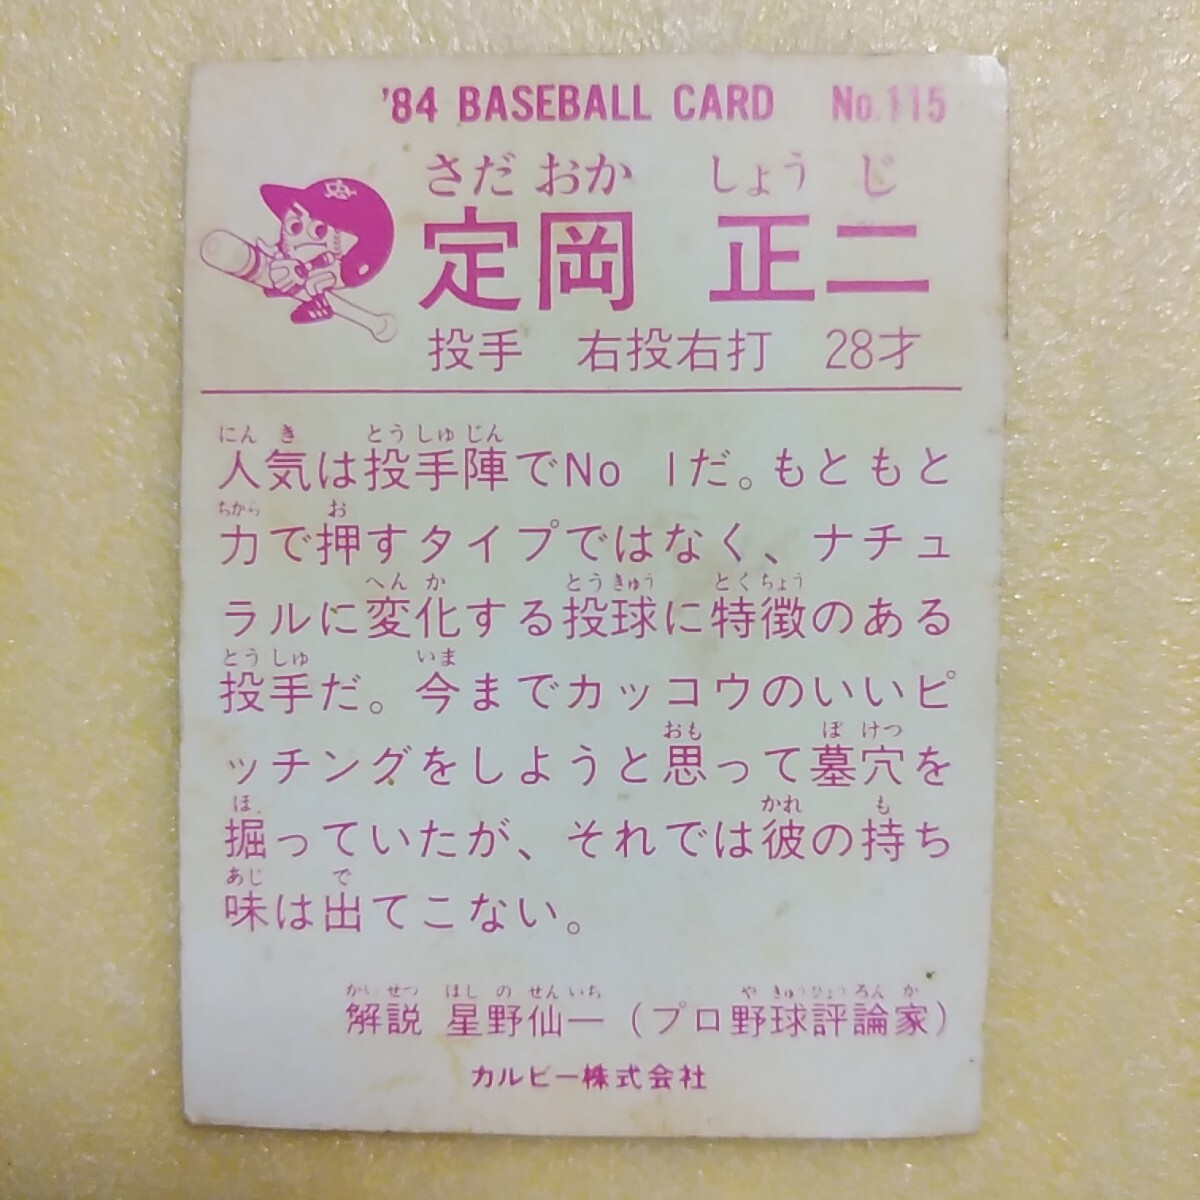 '84 BASEBALL CARD No.115
さだ おか しょう じ
定岡 正二
投手 右投右打 28才
にん き とう しゅ じん
人気は投手陣でNo 1だ。もともと
ちから お
力で押すタイプではなく、ナチュ
へん か とう きゅう とく ちょう
ラルに変化する投球に特徴のある
とう しゅ いま
投手だ。今までカッコウのいいピ
おも ぼ けつ
ッチングをしようと思って墓穴を
ほ かれ も
掘っていたが、それでは彼の持ち
あじ で
味は出てこない。
かい せつ ほし の せん いち や きゅう ひょう ろん か
解説 星野仙一（プロ野球評論家）
カルビー株式会社